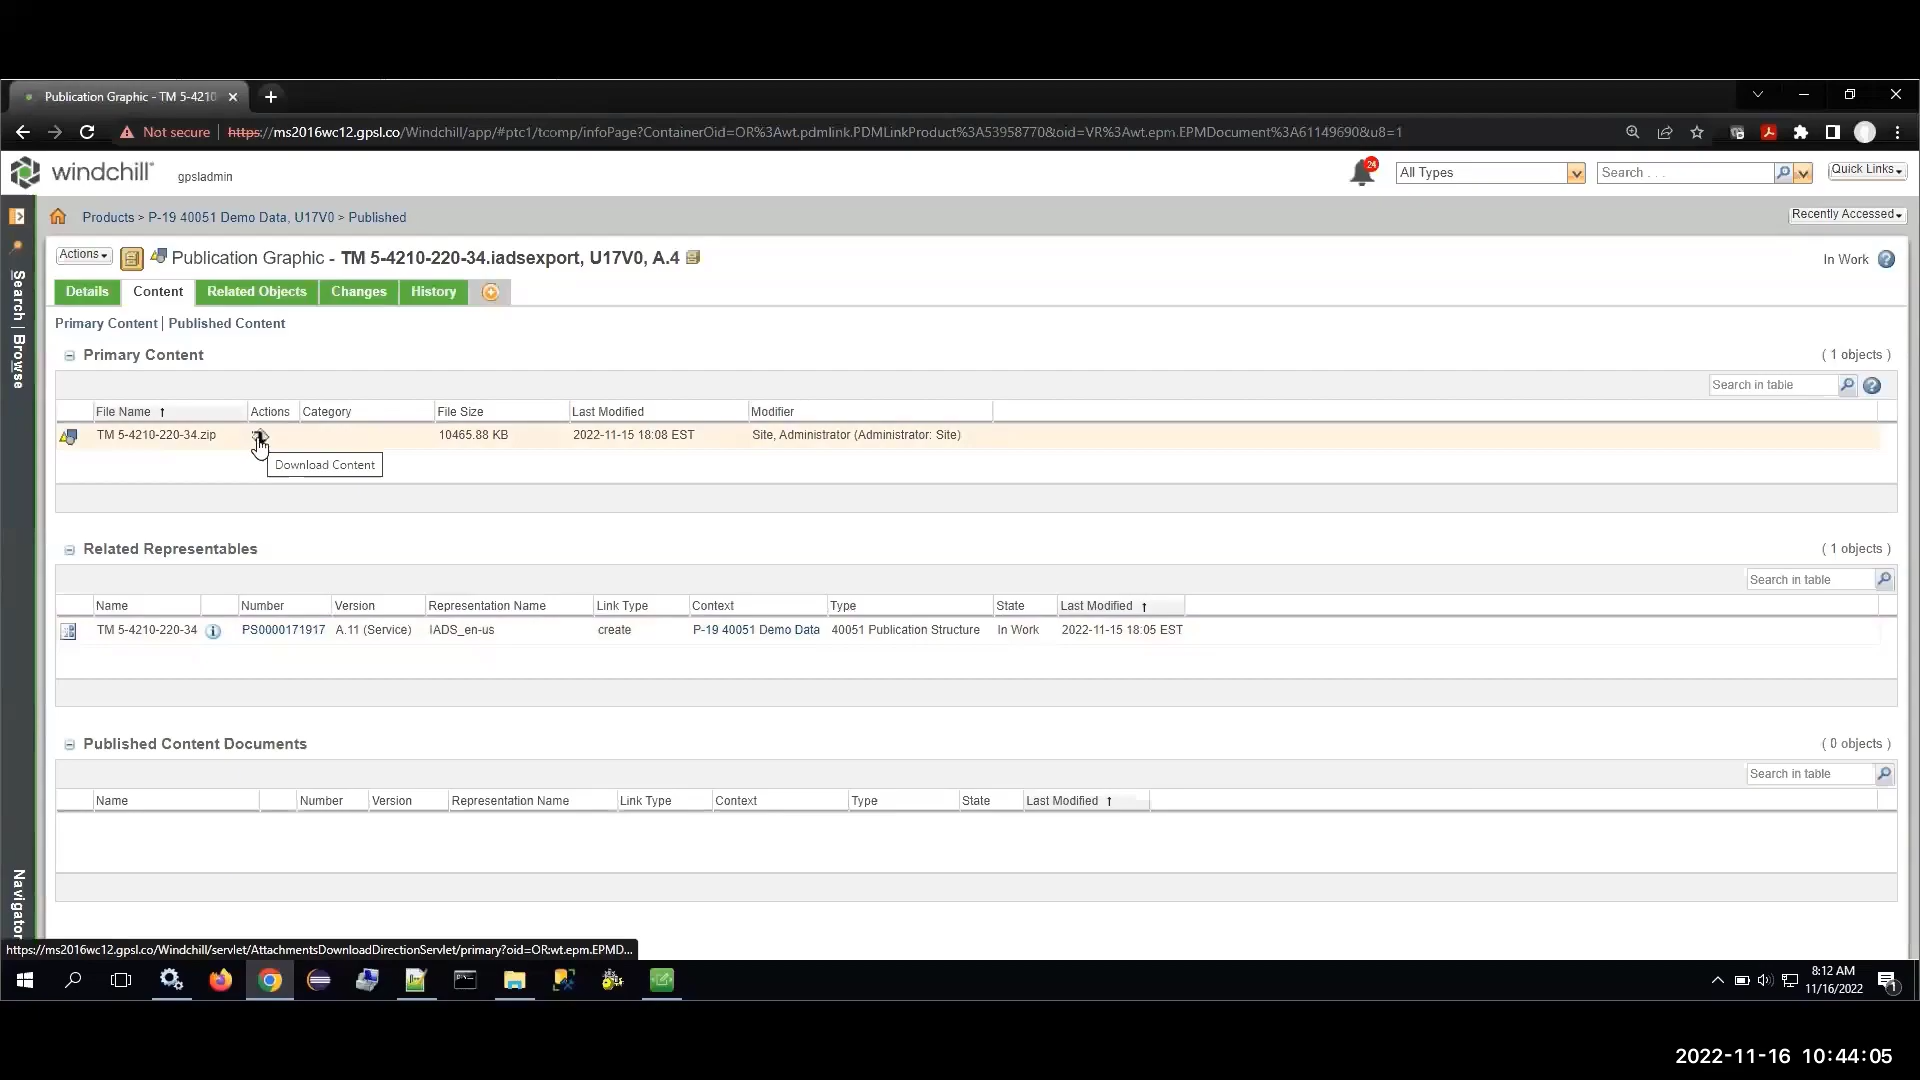 Publication Graphic - TM 5-4210
Not secure
https://ms2016wc12.gpsl.co/Windchill/app/#ptc1/tcomp/infoPage?ContainerOid=OR%3Awt.pdmlink.PDMLinkProduct%3A53958770&oid=VR%3Awt.epm.EPMDocument%3A61149690&u8=1
windchill gpsladmin 24 All Types Search . . . Quick Links
Products > P-19 40051 Demo Data, U17V0 > Published Recently Accessed
Actions Publication Graphic - TM 5-4210-220-34.iadsexport, U17V0, A.4 In Work
Details Content Related Objects Changes History
Search | Browse
Primary Content | Published Content
Primary Content ( 1 objects )
Search in table
File Name ↑ Actions Category File Size Last Modified Modifier
TM 5-4210-220-34.zip 10465.88 KB 2022-11-15 18:08 EST Site, Administrator (Administrator: Site)
Download Content
Related Representables ( 1 objects )
Search in table
Name Number Version Representation Name Link Type Context Type State Last Modified ↑
TM 5-4210-220-34 PS0000171917 A.11 (Service) IADS_en-us create P-19 40051 Demo Data 40051 Publication Structure In Work 2022-11-15 18:05 EST
Published Content Documents ( 0 objects )
Search in table
Name Number Version Representation Name Link Type Context Type State Last Modified ↑
Navigator
https://ms2016wc12.gpsl.co/Windchill/servlet/AttachmentsDownloadDirectionServlet/primary?oid=OR:wt.epm.EPMD...
8:12 AM
11/16/2022
1
2022-11-16 10:44:05